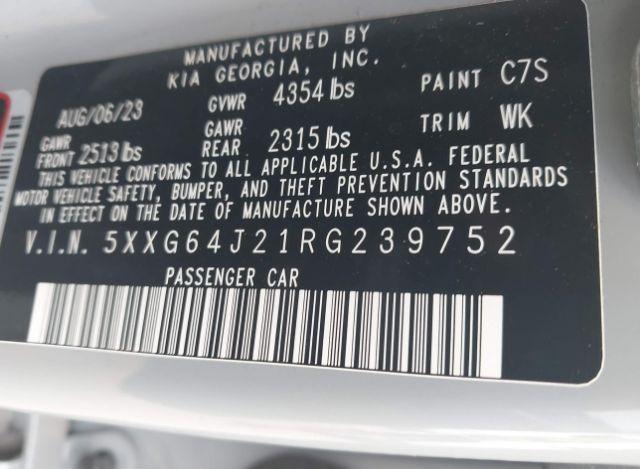 MANUFACTURED BY
KIA GEORGIA, INC.
AUG/06/23 GVWR 4354 lbs PAINT C7S
GAWR FRONT 2513 lbs GAWR REAR 2315 lbs TRIM WK
THIS VEHICLE CONFORMS TO ALL APPLICABLE U.S.A. FEDERAL
MOTOR VEHICLE SAFETY, BUMPER, AND THEFT PREVENTION STANDARDS
IN EFFECT ON THE DATE OF MANUFACTURE SHOWN ABOVE.
V.I.N. 5XXG64J21RG239752
PASSENGER CAR